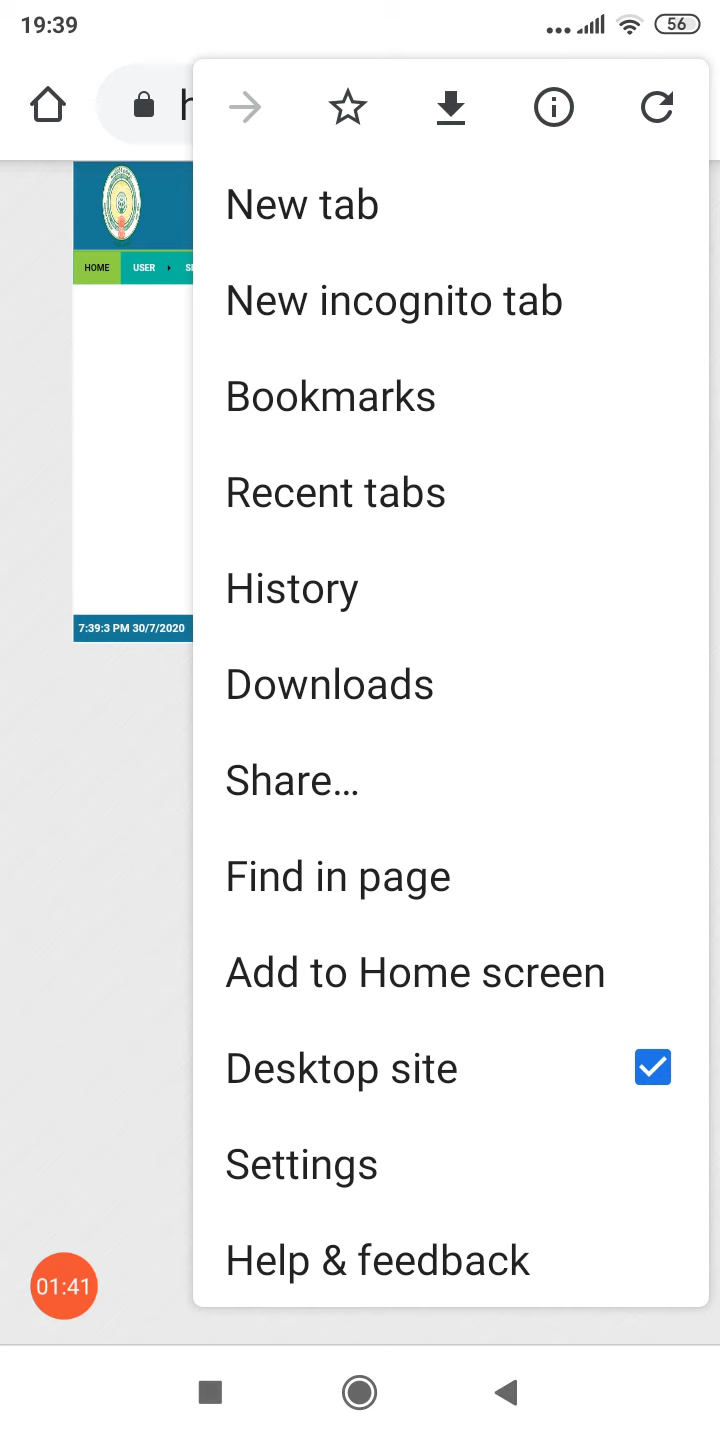 19:39
56
h
New tab
New incognito tab
Bookmarks
Recent tabs
History
Downloads
Share...
Find in page
Add to Home screen
Desktop site
Settings
Help & feedback
HOME USER
7:39:3 PM 30/7/2020
01:41